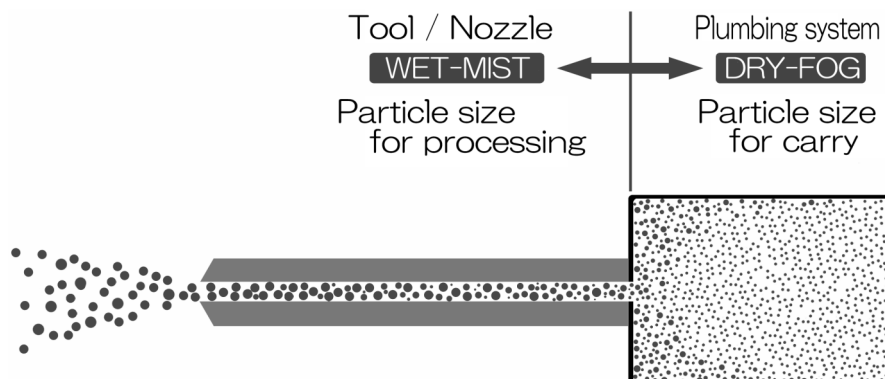 Tool / Nozzle
WET-MIST
Particle size
for processing
Plumbing system
DRY-FOG
Particle size
for carry